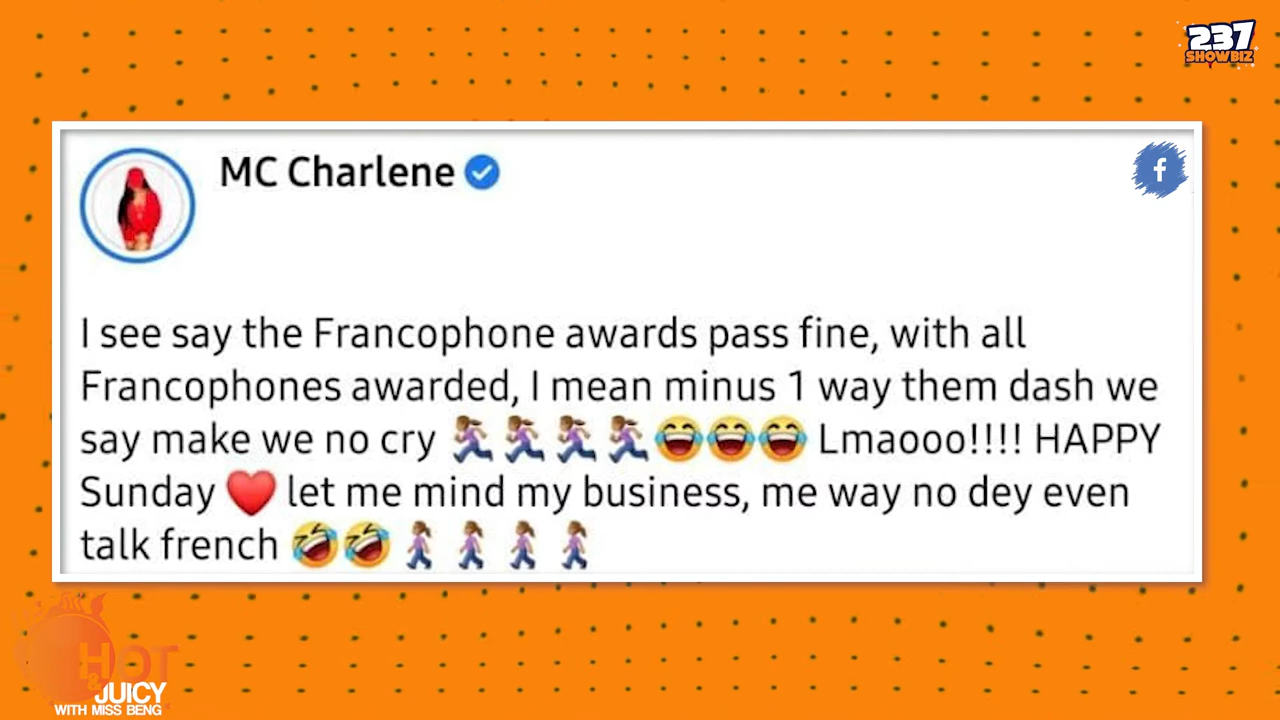 237
SHOWBIZ
MC Charlene
f
I see say the Francophone awards pass fine, with all
Francophones awarded, I mean minus 1 way them dash we
say make we no cry 🏃🏽‍♀️🏃🏽‍♀️🏃🏽‍♀️🏃🏽‍♀️😂😂😂 Lmaooo!!!! HAPPY
Sunday ❤️ let me mind my business, me way no dey even
talk french 🤣🤣🚶🏽‍♀️🚶🏽‍♀️🚶🏽‍♀️🚶🏽‍♀️
HOT
& JUICY
WITH MISS BENG